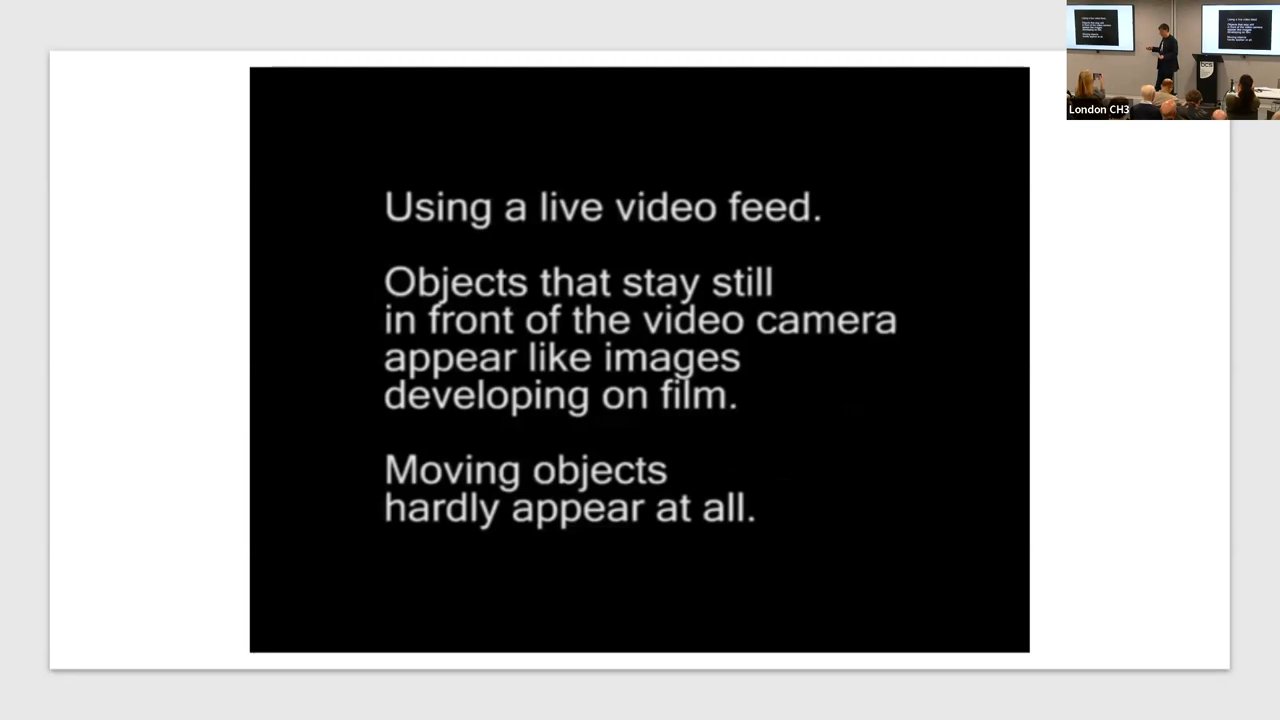 Using a live video feed.
Objects that stay still
in front of the video camera
appear like images
developing on film.
Moving objects
hardly appear at all.
London CH3